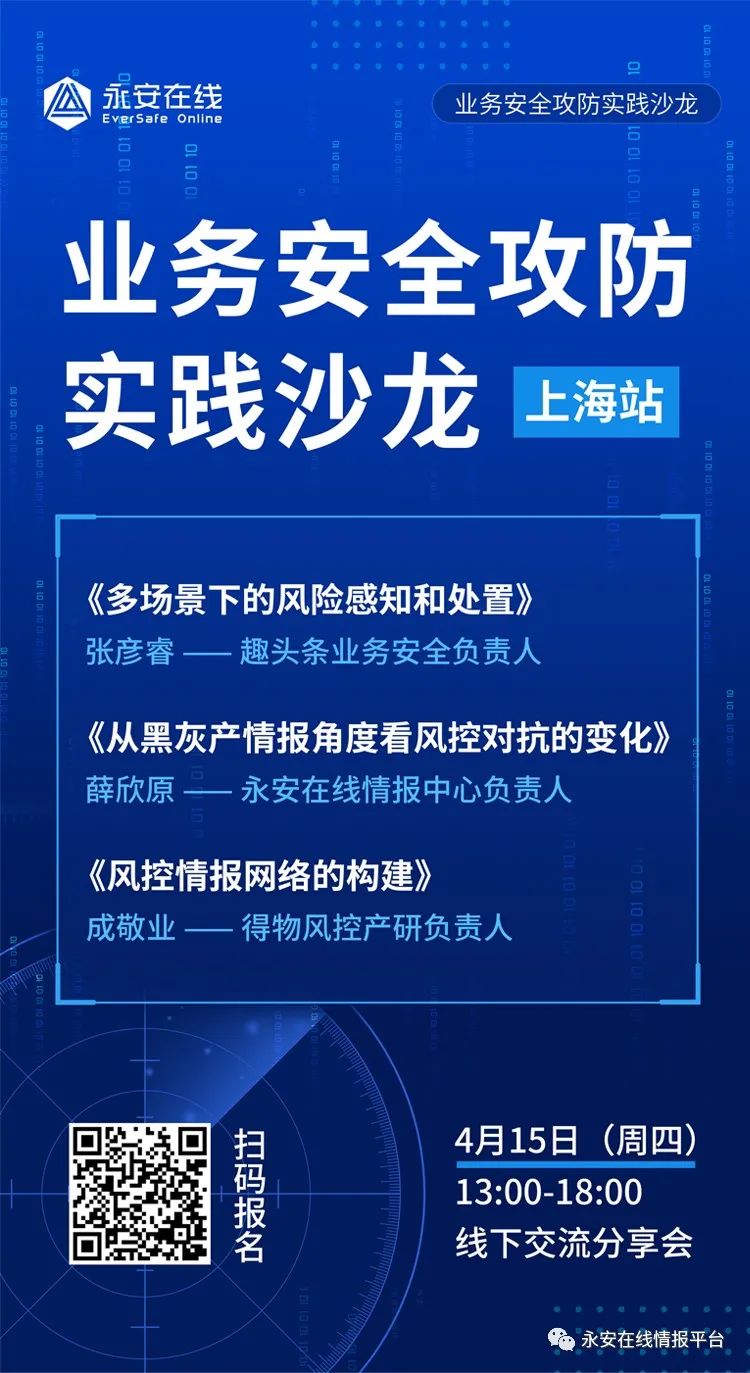 永安在线
EverSafe Online
业务安全攻防实践沙龙
业务安全攻防
实践沙龙
上海站
《多场景下的风险感知和处置》
张彦睿 —— 趣头条业务安全负责人
《从黑灰产情报角度看风控对抗的变化》
薛欣原 —— 永安在线情报中心负责人
《风控情报网络的构建》
成敬业 —— 得物风控产研负责人
扫码报名
4月15日（周四）
13:00-18:00
线下交流分享会
永安在线情报平台